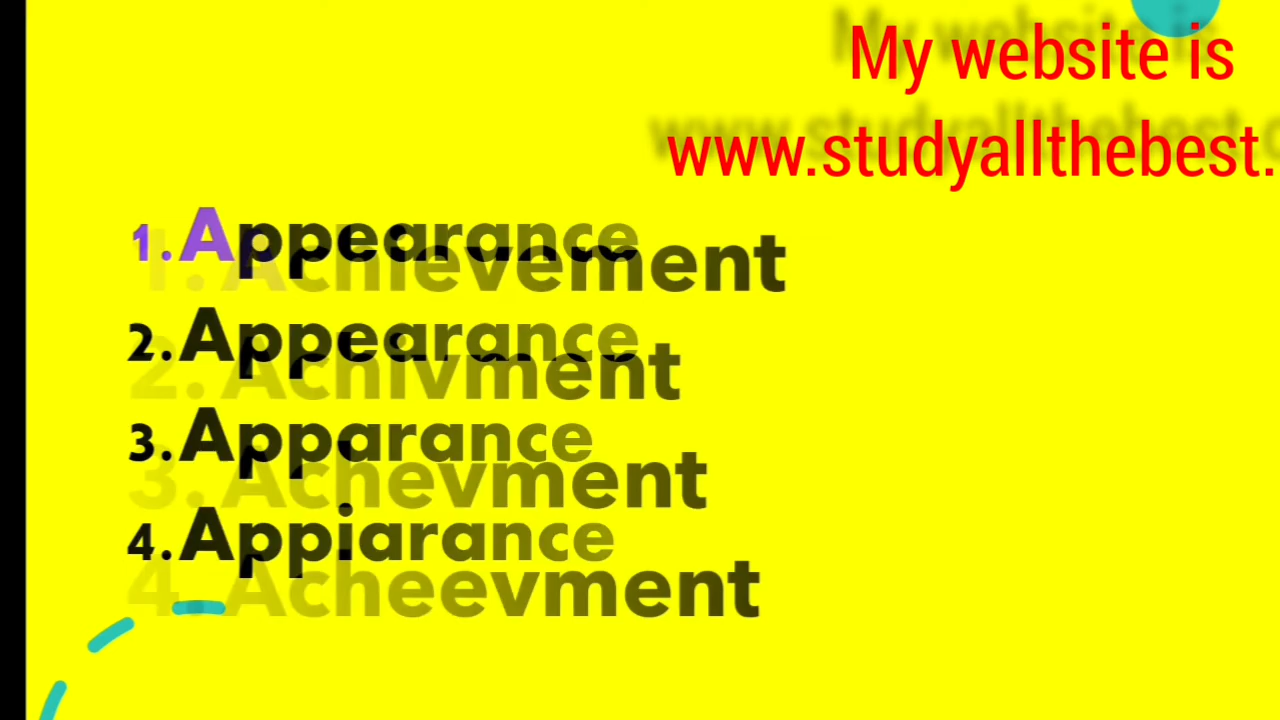 My website is
www.studyallthebest.
1. Appearance
1. Achievement
2. Appearance
2. Achivment
3. Apparance
3. Achevment
4. Appiarance
4. Acheevment